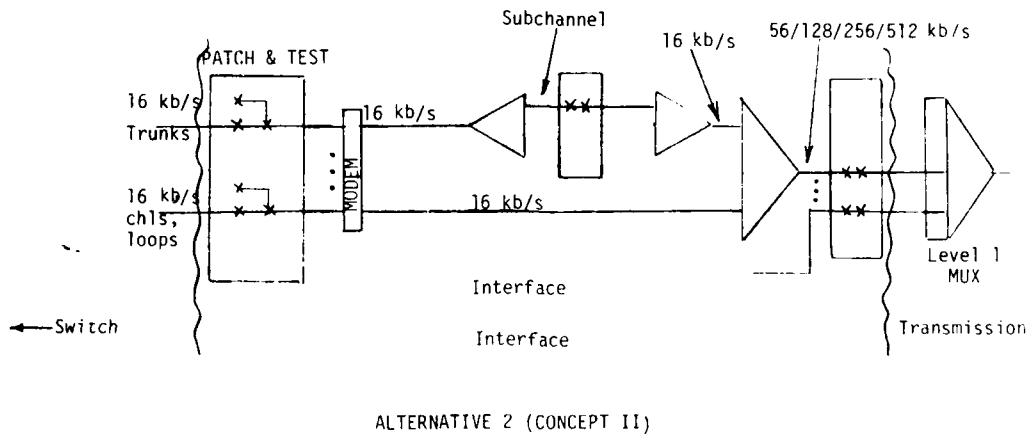 Subchannel
56/128/256/512 kb/s
16 kb/s
PATCH & TEST
16 kb/s
Trunks
16 kb/s
MODEM
16 kb/s
chls,
loops
16 kb/s
Level 1
MUX
Interface
Switch
Interface
Transmission
ALTERNATIVE 2 (CONCEPT II)